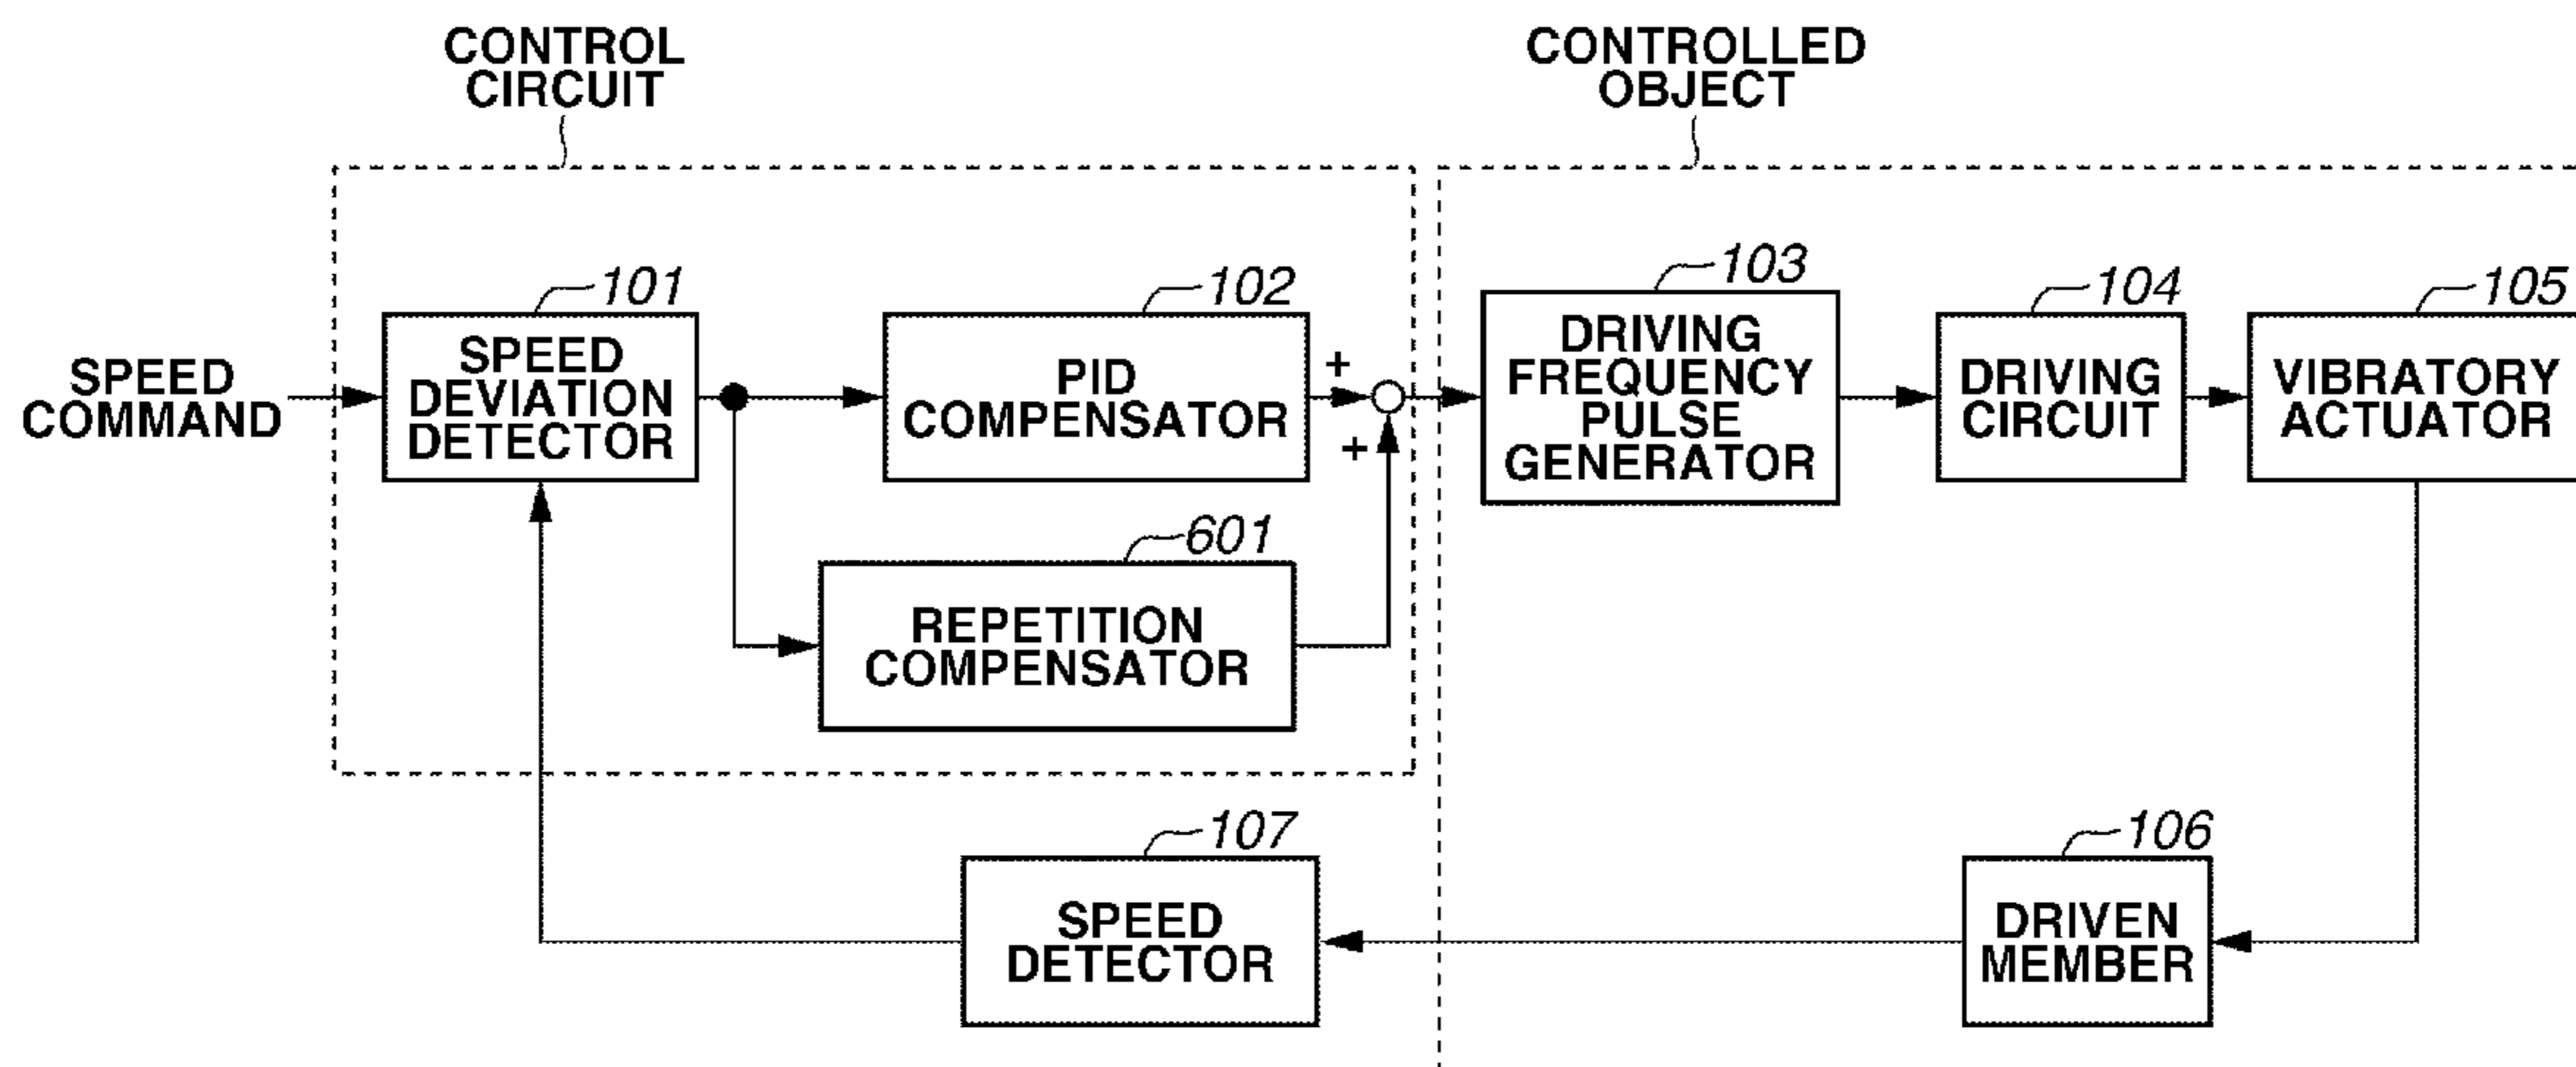 CONTROL
CIRCUIT
CONTROLLED
OBJECT
SPEED
COMMAND
101
SPEED
DEVIATION
DETECTOR
102
PID
COMPENSATOR
+
+
601
REPETITION
COMPENSATOR
103
DRIVING
FREQUENCY
PULSE
GENERATOR
104
DRIVING
CIRCUIT
105
VIBRATORY
ACTUATOR
107
SPEED
DETECTOR
106
DRIVEN
MEMBER